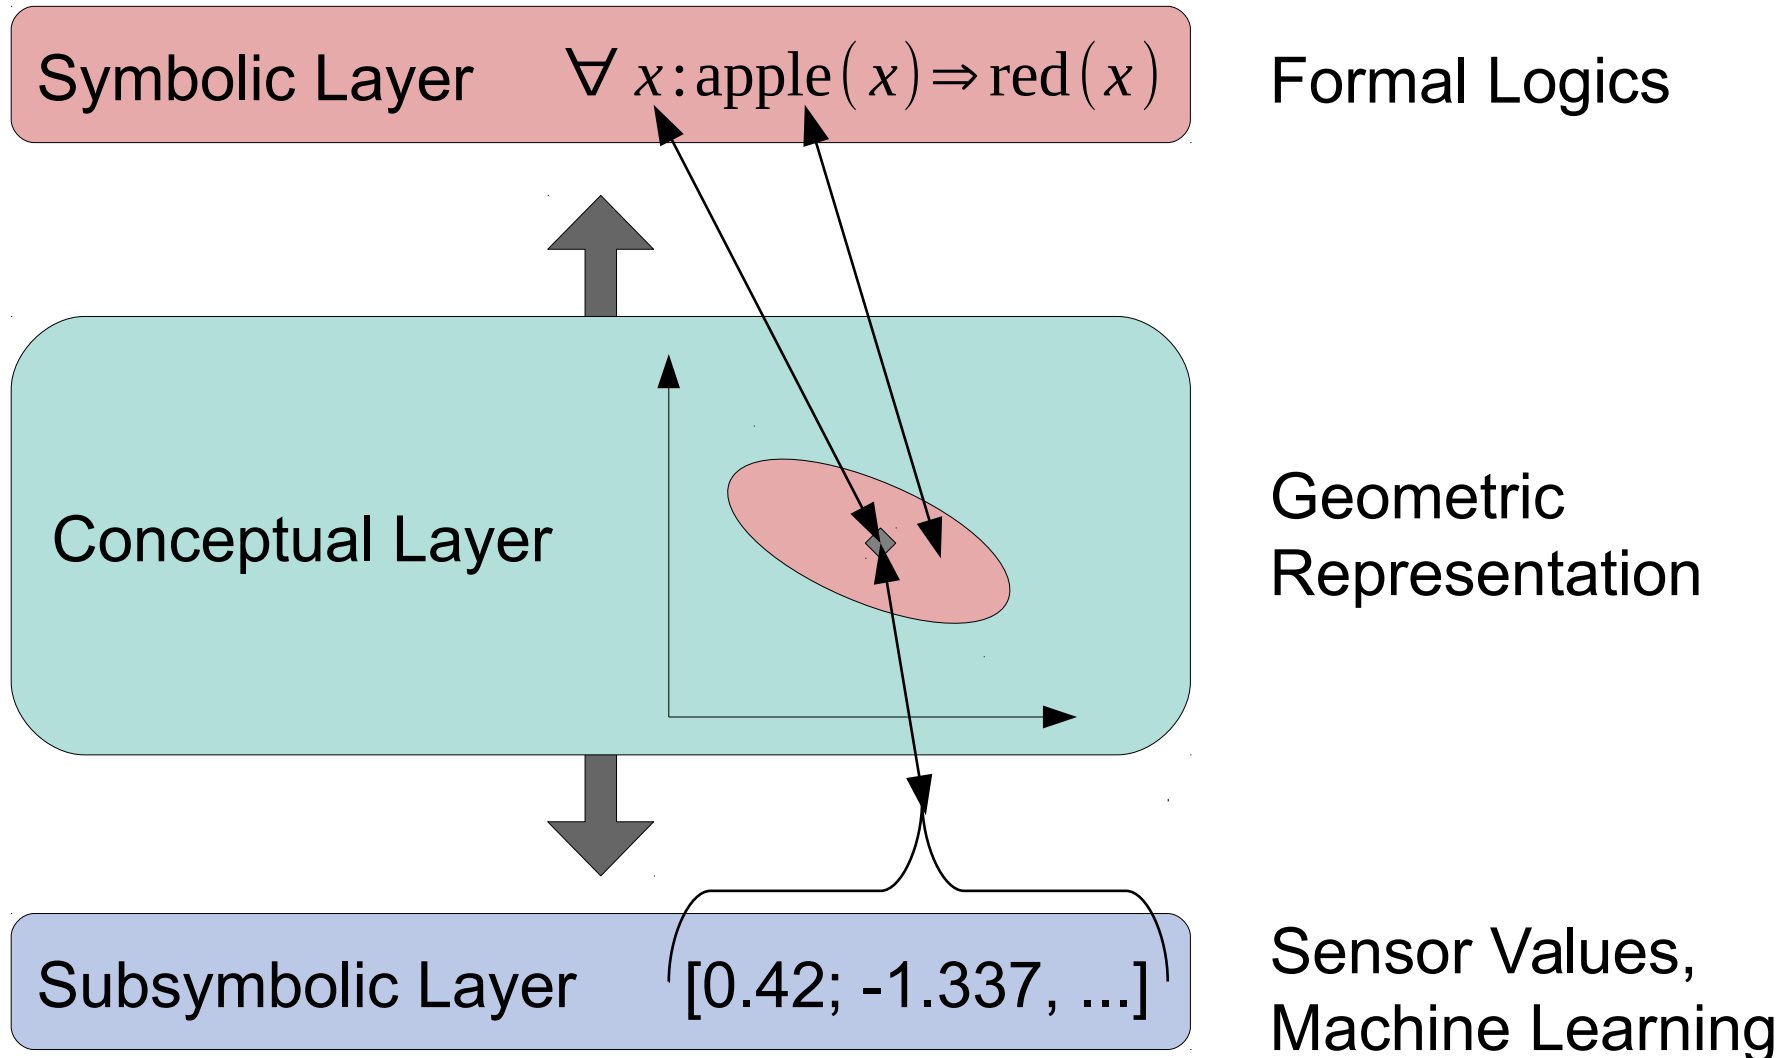 Symbolic Layer ∀ x : apple ( x ) ⇒ red ( x ) Formal Logics
Conceptual Layer
Geometric
Representation
Subsymbolic Layer [0.42; -1.337, ...]
Sensor Values,
Machine Learning